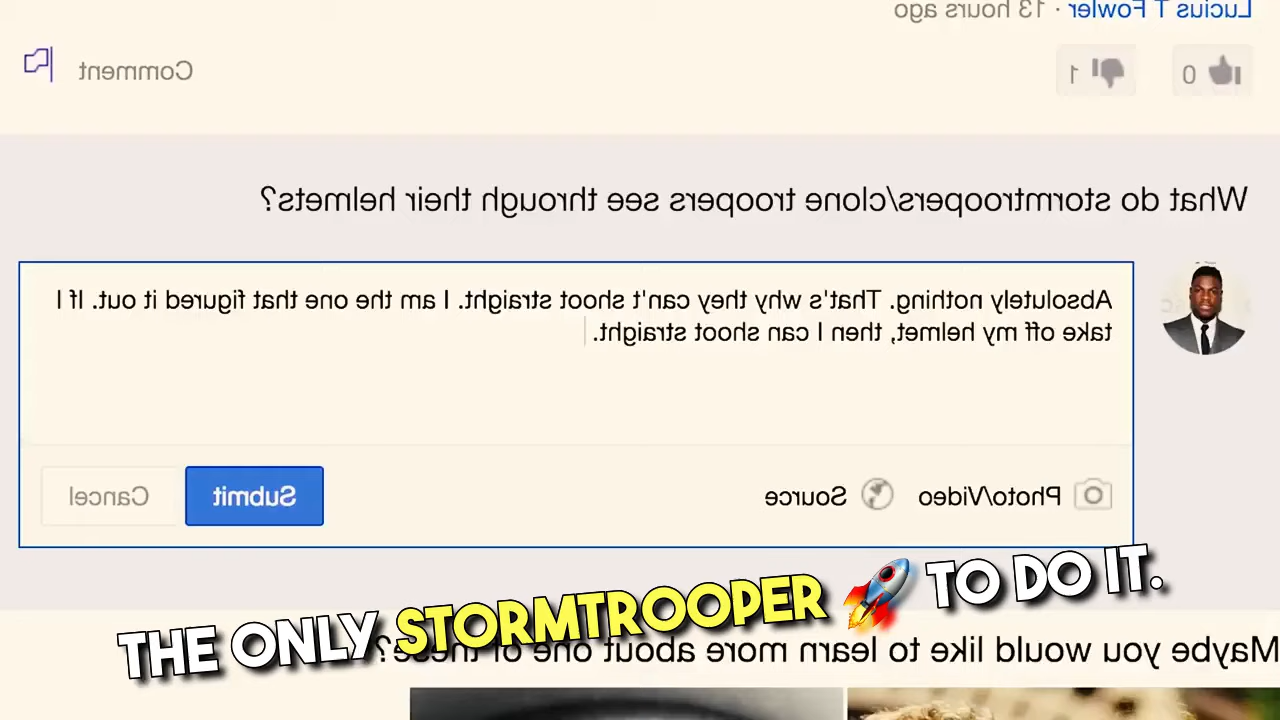 Lucius T Fowler · 13 hours ago
0 1 Comment
What do stormtroopers/clone troopers see through their helmets?
Absolutely nothing. That's why they can't shoot straight. I am the one that figured it out. If I
take off my helmet, then I can shoot straight.
Photo/Video Source Submit Cancel
THE ONLY STORMTROOPER 🚀 TO DO IT.
Maybe you would like to learn more about one of these?